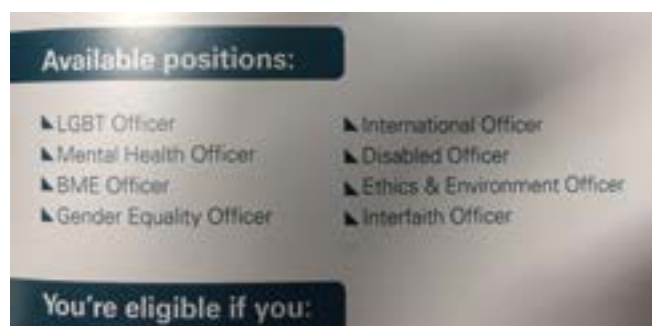 Available positions:
LGBT Officer
Mental Health Officer
BME Officer
Gender Equality Officer
International Officer
Disabled Officer
Ethics & Environment Officer
Interfaith Officer
You're eligible if you: